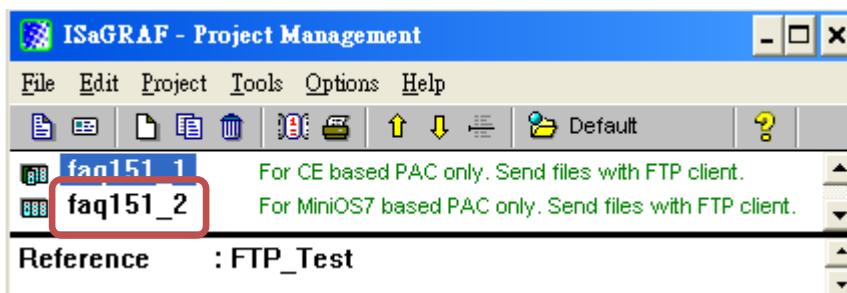 ISaGRAF - Project Management
File Edit Project Tools Options Help
Default
faq151_1 For CE based PAC only. Send files with FTP client.
faq151_2 For MiniOS7 based PAC only. Send files with FTP client.
Reference : FTP_Test